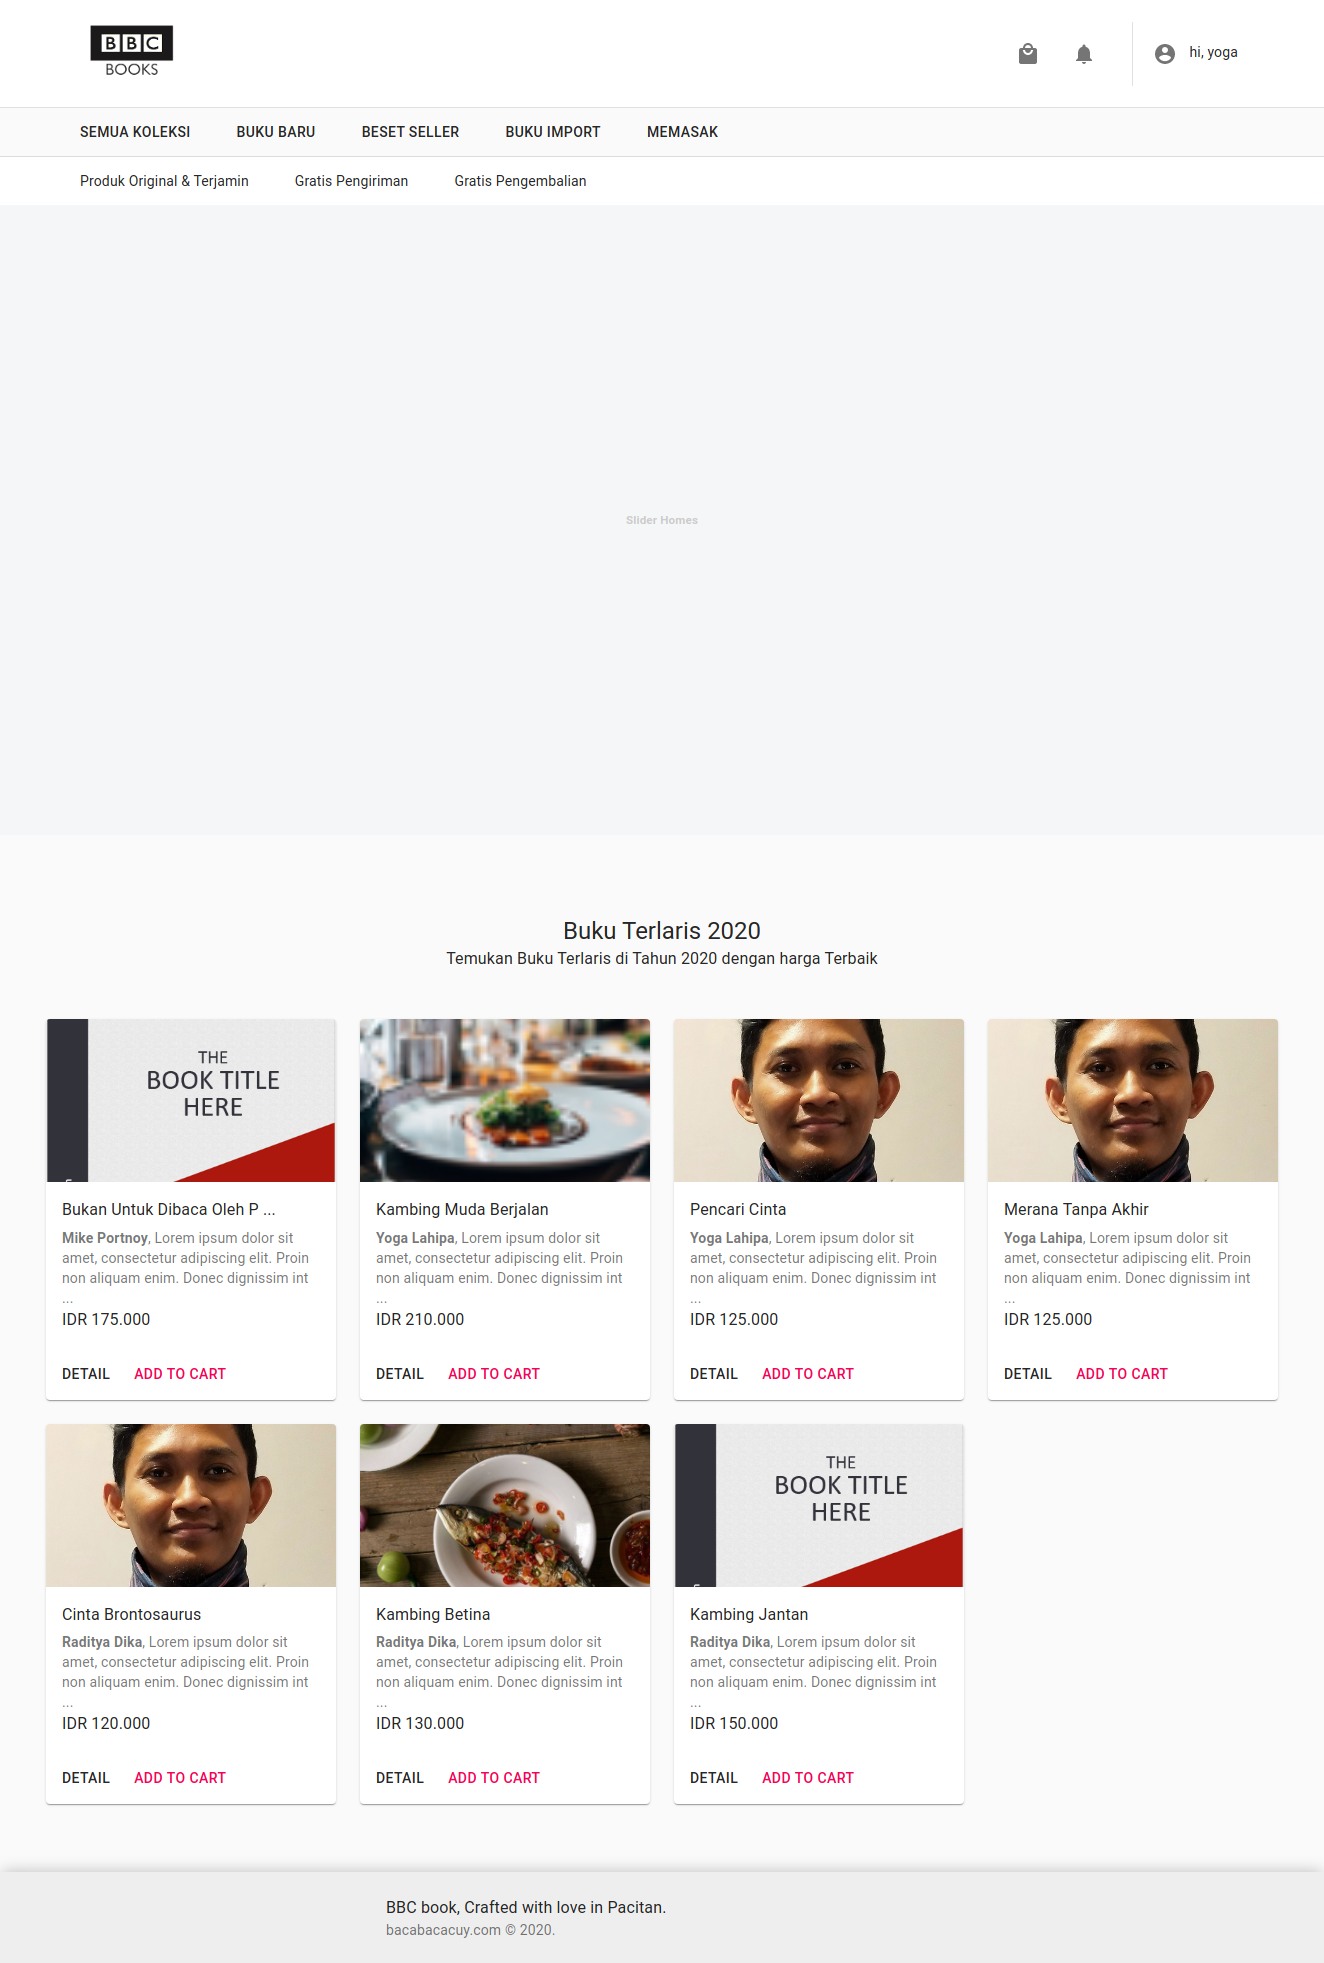 BBC
BOOKS
hi, yoga
SEMUA KOLEKSI BUKU BARU BESET SELLER BUKU IMPORT MEMASAK
Produk Original & Terjamin Gratis Pengiriman Gratis Pengembalian
Slider Homes
Buku Terlaris 2020
Temukan Buku Terlaris di Tahun 2020 dengan harga Terbaik
THE
BOOK TITLE
HERE
Bukan Untuk Dibaca Oleh P ...
Mike Portnoy, Lorem ipsum dolor sit
amet, consectetur adipiscing elit. Proin
non aliquam enim. Donec dignissim int
...
IDR 175.000
DETAIL ADD TO CART
Kambing Muda Berjalan
Yoga Lahipa, Lorem ipsum dolor sit
amet, consectetur adipiscing elit. Proin
non aliquam enim. Donec dignissim int
...
IDR 210.000
DETAIL ADD TO CART
Pencari Cinta
Yoga Lahipa, Lorem ipsum dolor sit
amet, consectetur adipiscing elit. Proin
non aliquam enim. Donec dignissim int
...
IDR 125.000
DETAIL ADD TO CART
Merana Tanpa Akhir
Yoga Lahipa, Lorem ipsum dolor sit
amet, consectetur adipiscing elit. Proin
non aliquam enim. Donec dignissim int
...
IDR 125.000
DETAIL ADD TO CART
Cinta Brontosaurus
Raditya Dika, Lorem ipsum dolor sit
amet, consectetur adipiscing elit. Proin
non aliquam enim. Donec dignissim int
...
IDR 120.000
DETAIL ADD TO CART
Kambing Betina
Raditya Dika, Lorem ipsum dolor sit
amet, consectetur adipiscing elit. Proin
non aliquam enim. Donec dignissim int
...
IDR 130.000
DETAIL ADD TO CART
THE
BOOK TITLE
HERE
Kambing Jantan
Raditya Dika, Lorem ipsum dolor sit
amet, consectetur adipiscing elit. Proin
non aliquam enim. Donec dignissim int
...
IDR 150.000
DETAIL ADD TO CART
BBC book, Crafted with love in Pacitan.
bacabacacuy.com © 2020.